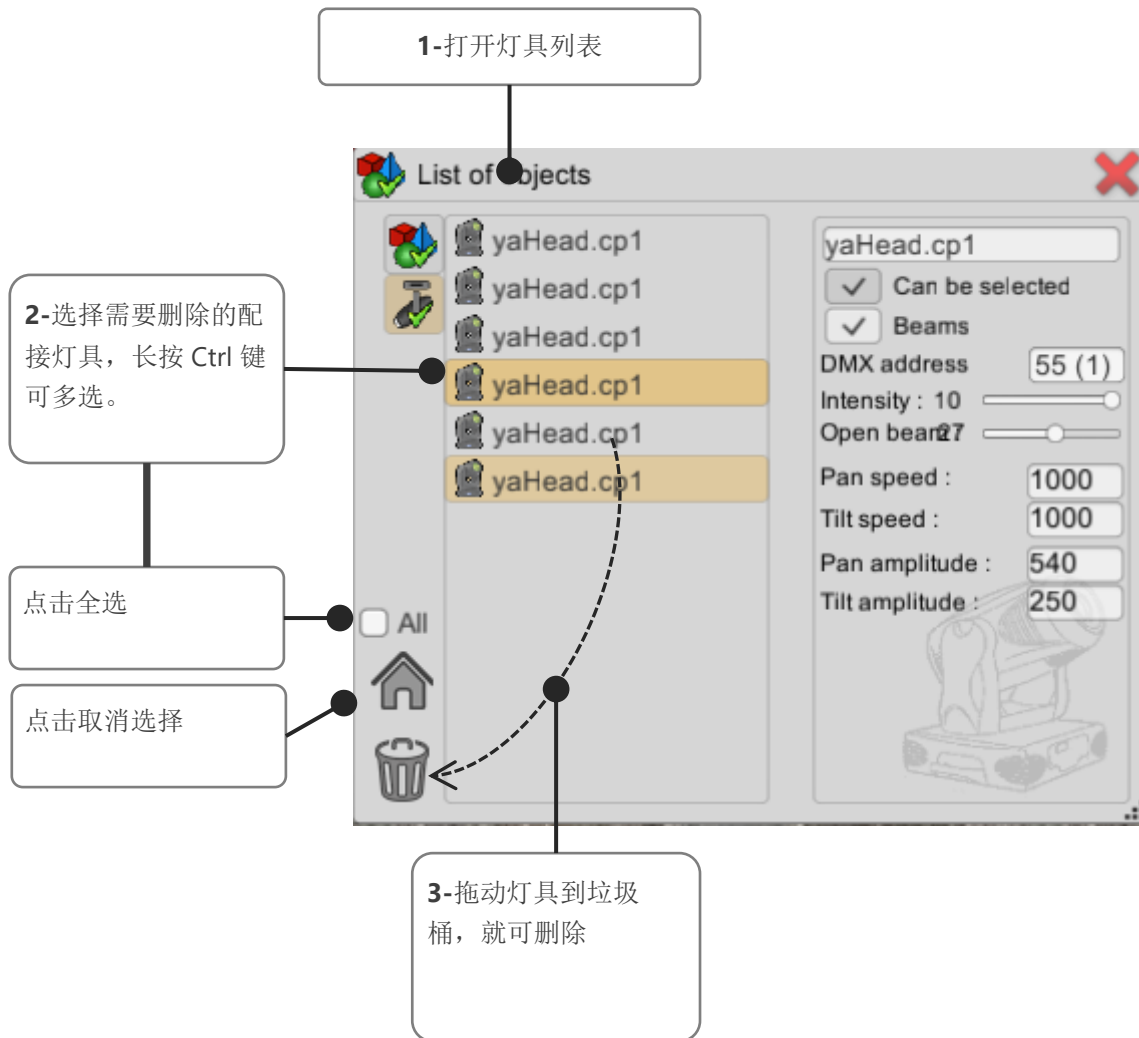 1-打开灯具列表
List of objects
yaHead.cp1
yaHead.cp1
yaHead.cp1
yaHead.cp1
yaHead.cp1
yaHead.cp1
yaHead.cp1
Can be selected
Beams
DMX address 55 (1)
Intensity : 10
Open beam 27
Pan speed : 1000
Tilt speed : 1000
Pan amplitude : 540
Tilt amplitude : 250
2-选择需要删除的配
接灯具，长按 Ctrl 键
可多选。
点击全选
All
点击取消选择
3-拖动灯具到垃圾
桶，就可删除